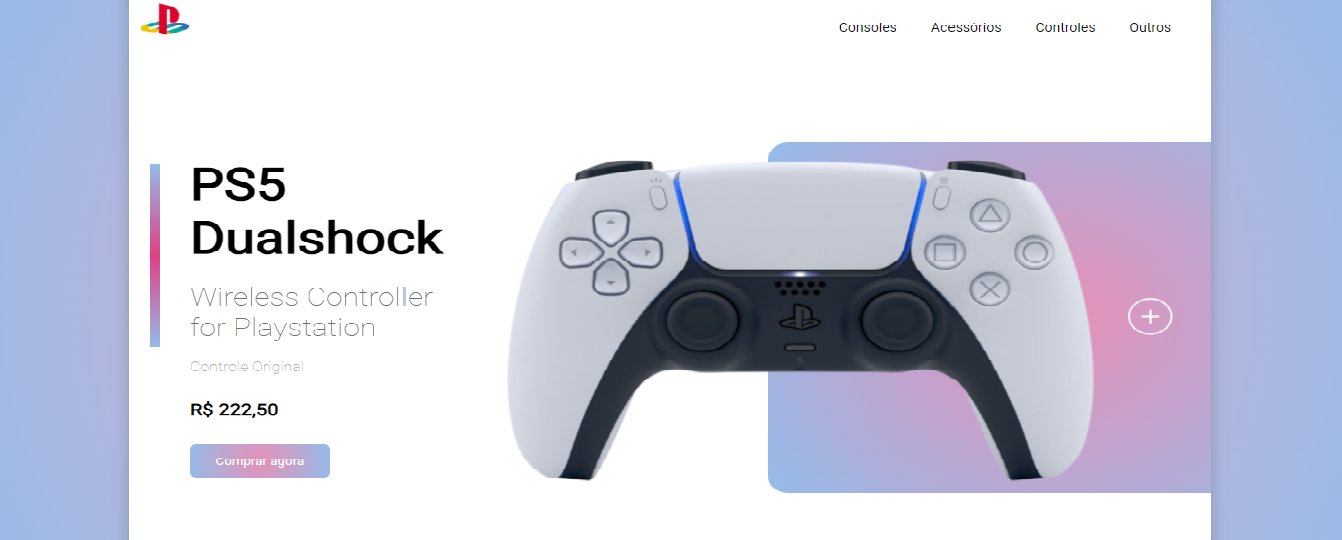 Consoles
Acessórios
Controles
Outros
PS5
Dualshock
Wireless Controller
for Playstation
Controle Original
R$ 222,50
Comprar agora